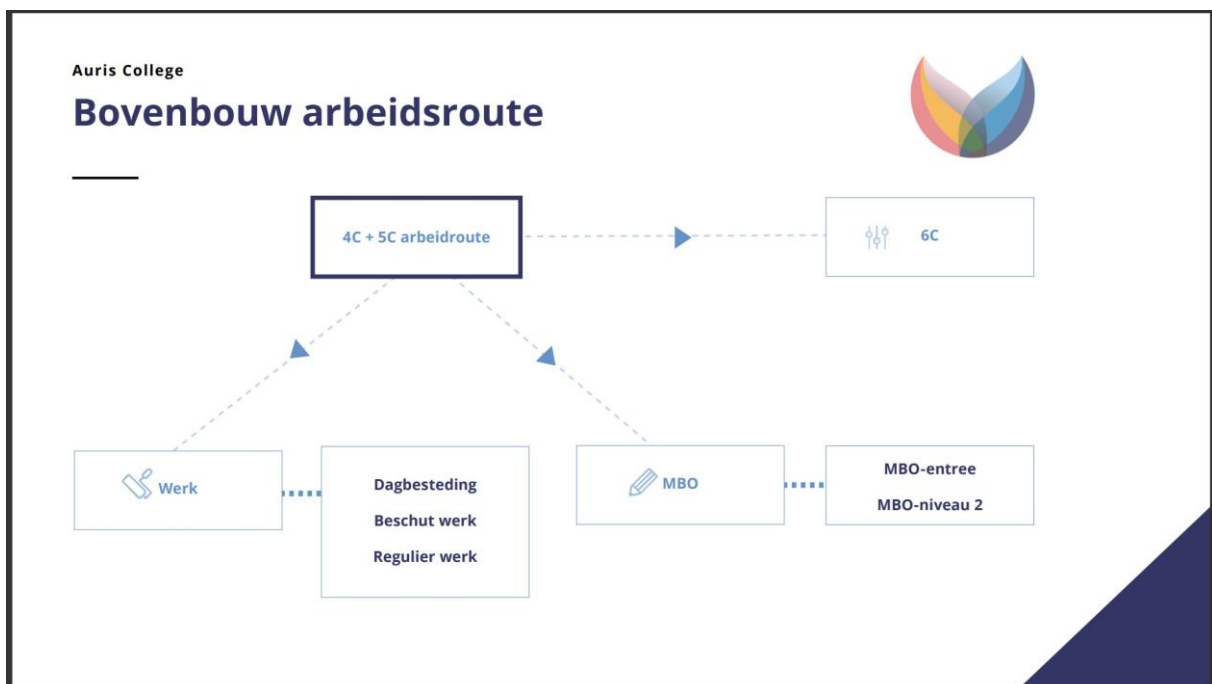 Auris College
Bovenbouw arbeidsroute
4C + 5C arbeidroute
6C
Werk
Dagbesteding
Beschut werk
Regulier werk
MBO
MBO-entree
MBO-niveau 2